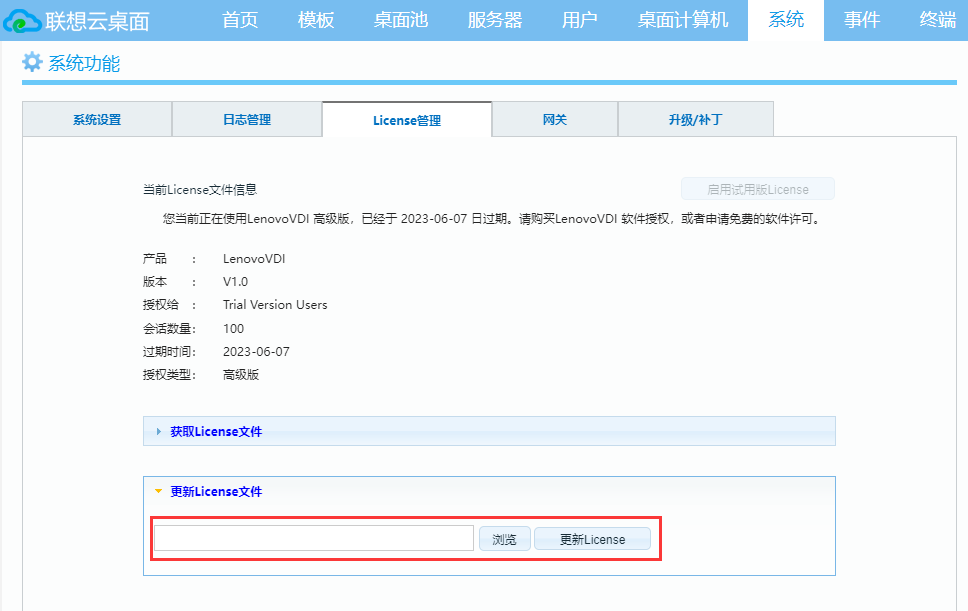 联想云桌面 首页 模板 桌面池 服务器 用户 桌面计算机 系统 事件 终端
系统功能
系统设置 日志管理 License管理 网关 升级/补丁
当前License文件信息 启用试用版License
您当前正在使用LenovoVDI 高级版，已经于 2023-06-07 日过期。请购买LenovoVDI 软件授权，或者申请免费的软件许可。
产品 : LenovoVDI
版本 : V1.0
授权给 : Trial Version Users
会话数量: 100
过期时间: 2023-06-07
授权类型: 高级版
获取License文件
更新License文件
浏览 更新License